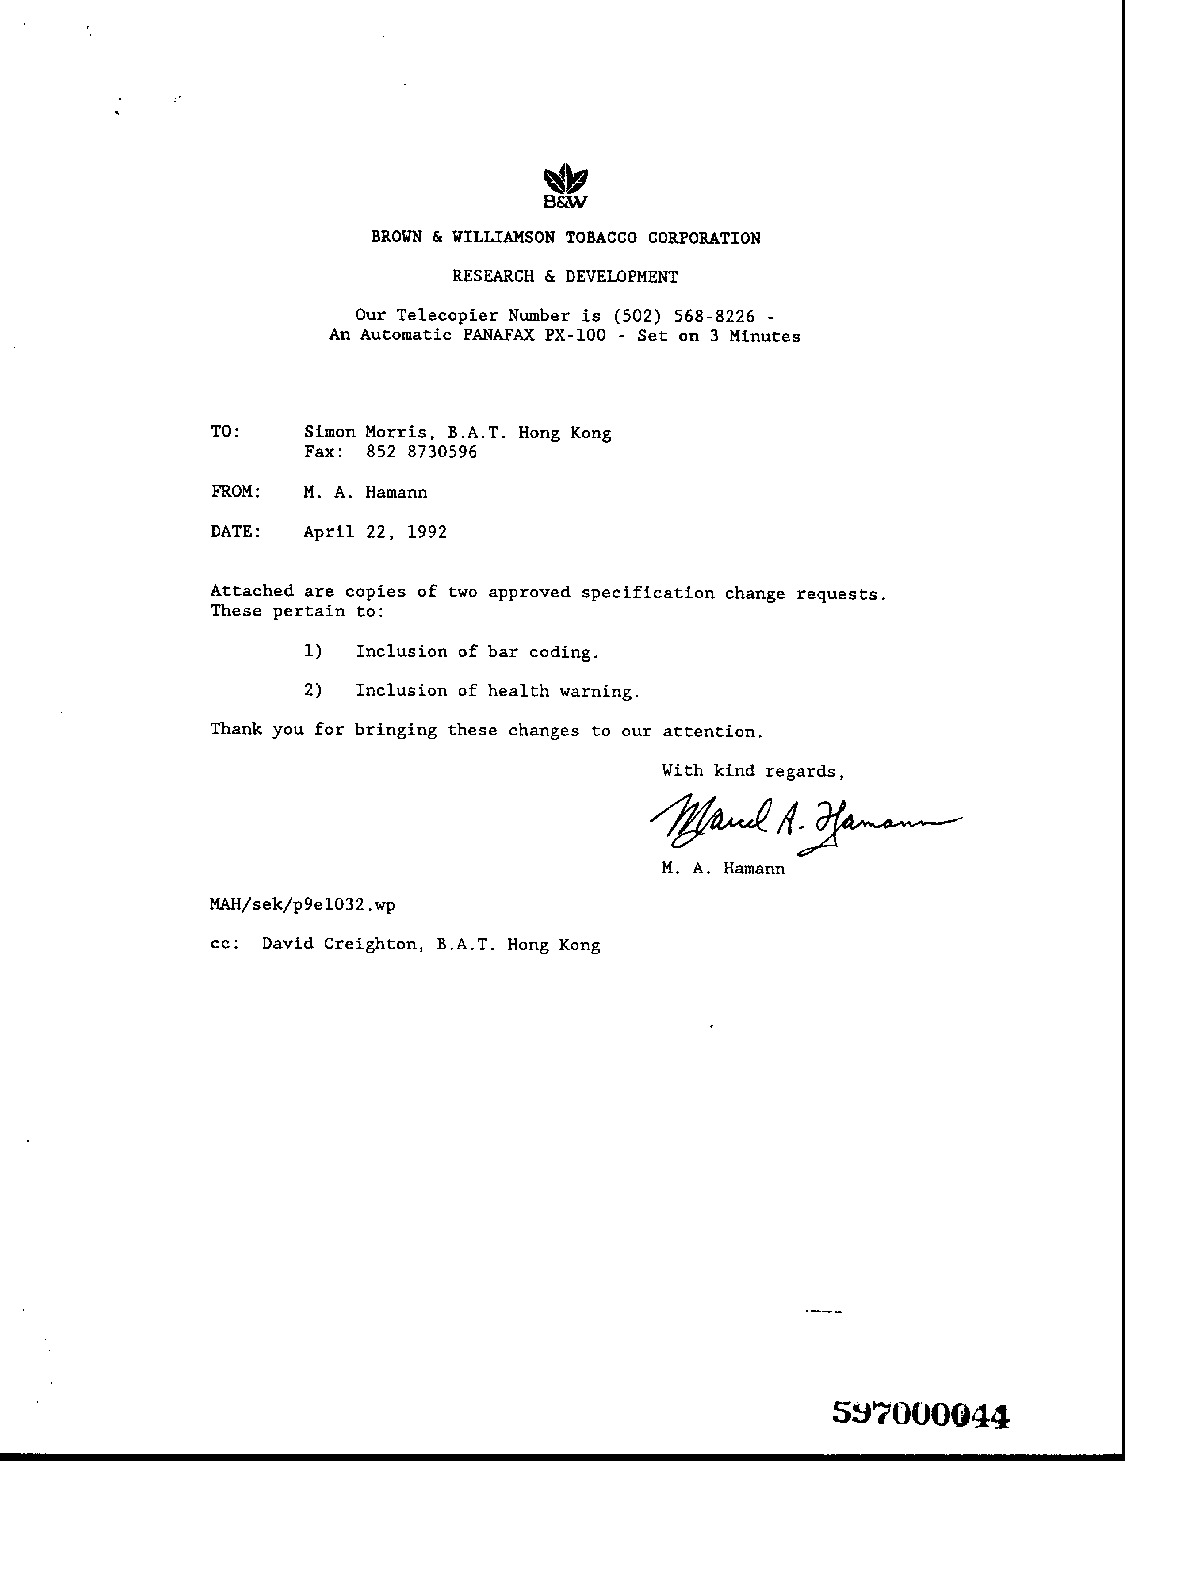 B&W
BROWN & WILLIAMSON TOBACCO CORPORATION
RESEARCH & DEVELOPMENT
Our Telecopier Number is (502) 568-8226 -
An Automatic PANAFAX PX-100 - Set on 3 Minutes
TO: Simon Morris, B.A.T. Hong Kong
Fax: 852 8730596
FROM: M. A. Hamann
DATE: April 22, 1992
Attached are copies of two approved specification change requests.
These pertain to:
1) Inclusion of bar coding.
2) Inclusion of health warning.
Thank you for bringing these changes to our attention.
With kind regards,
A. Hamann
M. A. Hamann
MAH/sek/p9e1032.wp
cc: David Creighton, B.A.T. Hong Kong
597000044